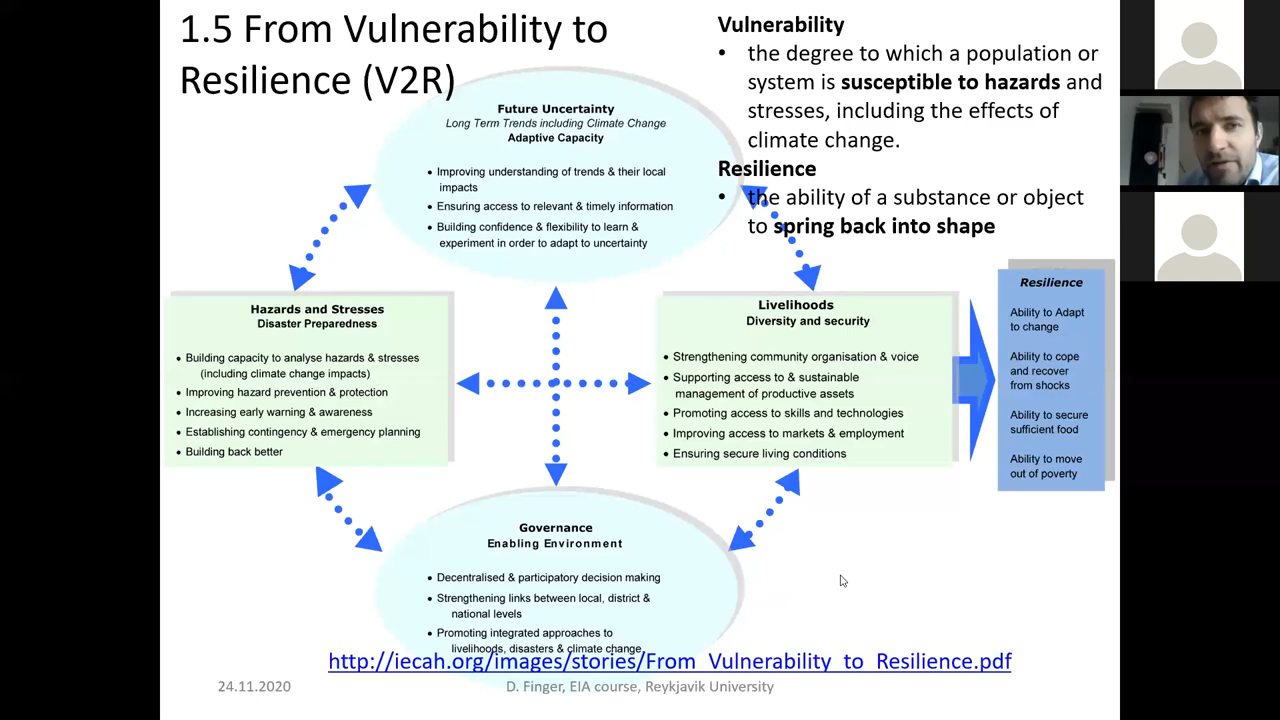 1.5 From Vulnerability to
Resilience (V2R)
Vulnerability
• the degree to which a population or
system is susceptible to hazards and
stresses, including the effects of
climate change.
Resilience
• the ability of a substance or object
to spring back into shape
Future Uncertainty
Long Term Trends including Climate Change
Adaptive Capacity
• Improving understanding of trends & their local
impacts
• Ensuring access to relevant & timely information
• Building confidence & flexibility to learn &
experiment in order to adapt to uncertainty
Hazards and Stresses
Disaster Preparedness
• Building capacity to analyse hazards & stresses
(including climate change impacts)
• Improving hazard prevention & protection
• Increasing early warning & awareness
• Establishing contingency & emergency planning
• Building back better
Livelihoods
Diversity and security
• Strengthening community organisation & voice
• Supporting access to & sustainable
management of productive assets
• Promoting access to skills and technologies
• Improving access to markets & employment
• Ensuring secure living conditions
Resilience
Ability to Adapt
to change
Ability to cope
and recover
from shocks
Ability to secure
sufficient food
Ability to move
out of poverty
Governance
Enabling Environment
• Decentralised & participatory decision making
• Strengthening links between local, district &
national levels
• Promoting integrated approaches to
livelihoods, disasters & climate change
http://iecah.org/images/stories/From_Vulnerability_to_Resilience.pdf
24.11.2020
D. Finger, EIA course, Reykjavik University